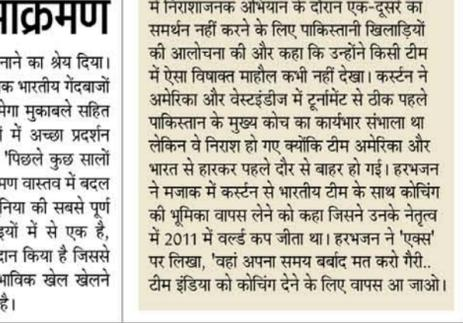 आक्रमण
नाने का श्रेय दिया।
क भारतीय गेंदबाजों
मेगा मुकाबले सहित
में अच्छा प्रदर्शन
'पिछले कुछ सालों
मण वास्तव में बदल
निया की सबसे पूर्ण
इयों में से एक है,
दान किया है जिससे
भाविक खेल खेलने
है।
में निराशाजनक अभियान के दौरान एक-दूसरे का
समर्थन नहीं करने के लिए पाकिस्तानी खिलाड़ियों
की आलोचना की और कहा कि उन्होंने किसी टीम
में ऐसा विषाक्त माहौल कभी नहीं देखा। कर्स्टन ने
अमेरिका और वेस्टइंडीज में टूर्नामेंट से ठीक पहले
पाकिस्तान के मुख्य कोच का कार्यभार संभाला था
लेकिन वे निराश हो गए क्योंकि टीम अमेरिका और
भारत से हारकर पहले दौर से बाहर हो गई। हरभजन
ने मजाक में कर्स्टन से भारतीय टीम के साथ कोचिंग
की भूमिका वापस लेने को कहा जिसने उनके नेतृत्व
में 2011 में वर्ल्ड कप जीता था। हरभजन ने 'एक्स'
पर लिखा, 'वहां अपना समय बर्बाद मत करो गैरी..
टीम इंडिया को कोचिंग देने के लिए वापस आ जाओ।